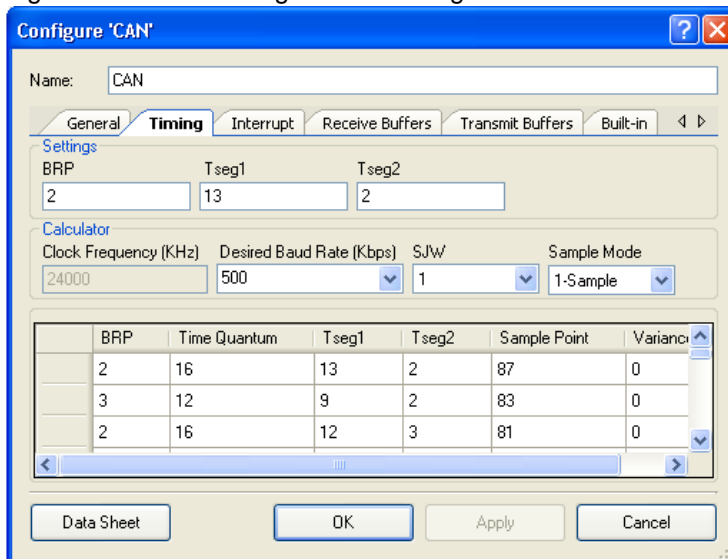 Configure 'CAN'
Name: CAN
General Timing Interrupt Receive Buffers Transmit Buffers Built-in
Settings
BRP Tseg1 Tseg2
2 13 2
Calculator
Clock Frequency (KHz) Desired Baud Rate (Kbps) SJW Sample Mode
24000 500 1 1-Sample
BRP Time Quantum Tseg1 Tseg2 Sample Point Varianc
2 16 13 2 87 0
3 12 9 2 83 0
2 16 12 3 81 0
Data Sheet OK Apply Cancel